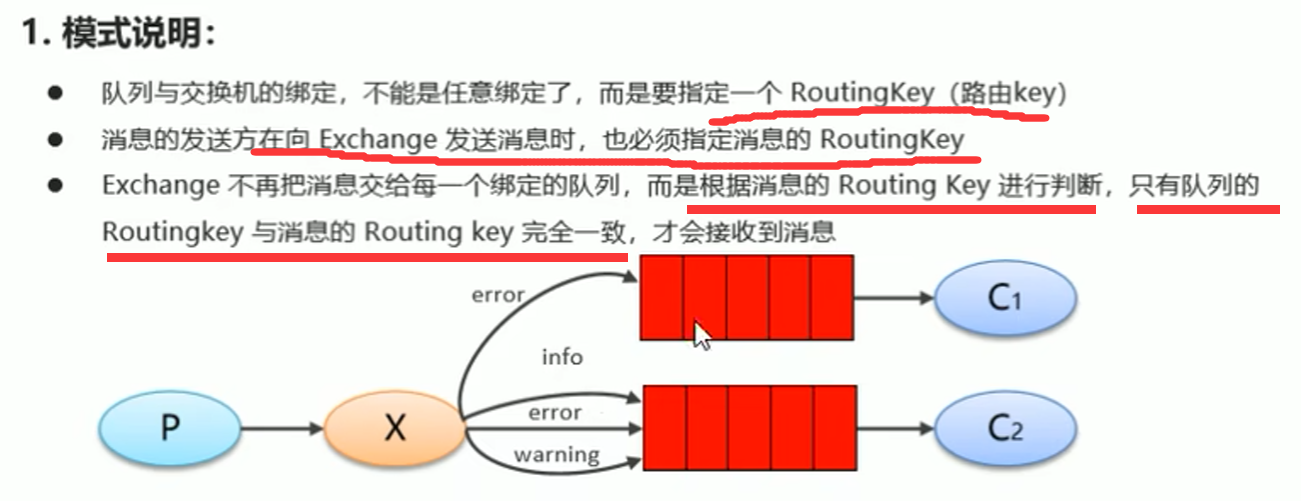 1. 模式说明：
● 队列与交换机的绑定，不能是任意绑定了，而是要指定一个 RoutingKey（路由key）
● 消息的发送方在向 Exchange 发送消息时，也必须指定消息的 RoutingKey
● Exchange 不再把消息交给每一个绑定的队列，而是根据消息的 Routing Key 进行判断，只有队列的
Routingkey 与消息的 Routing key 完全一致，才会接收到消息
error
C1
info
P
X
error
warning
C2